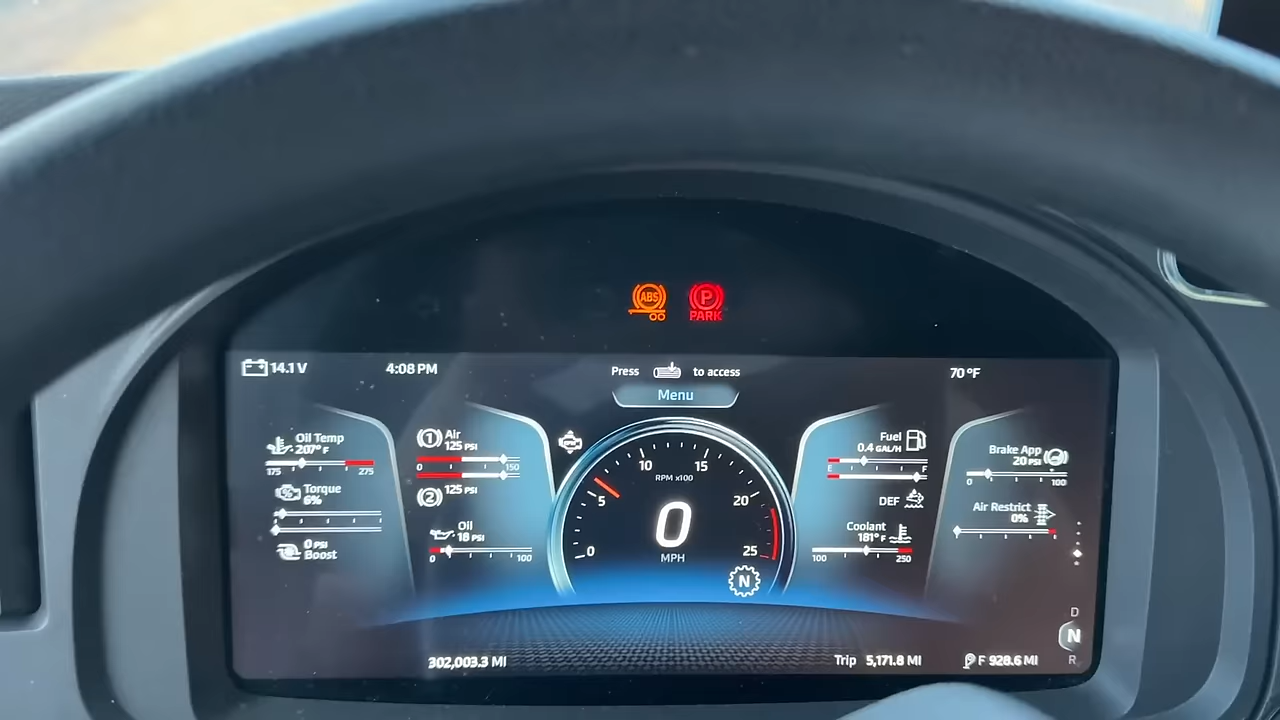 ABS
P
PARK
14.1 V
4:08 PM
Press to access
70 °F
Menu
Oil Temp
207° F
175 275
Torque
6%
0 PSI
Boost
1 Air
125 PSI
0 150
2 125 PSI
Oil
18 PSI
0 100
0 5 10 15 20 25
RPM x100
0
MPH
N
Fuel
0.4 GAL/H
E F
DEF
Coolant
181° F
100 250
Brake App
20 PSI
0 100
Air Restrict
0%
D
N
R
302,003.3 MI
Trip 5,171.8 MI
F 928.6 MI